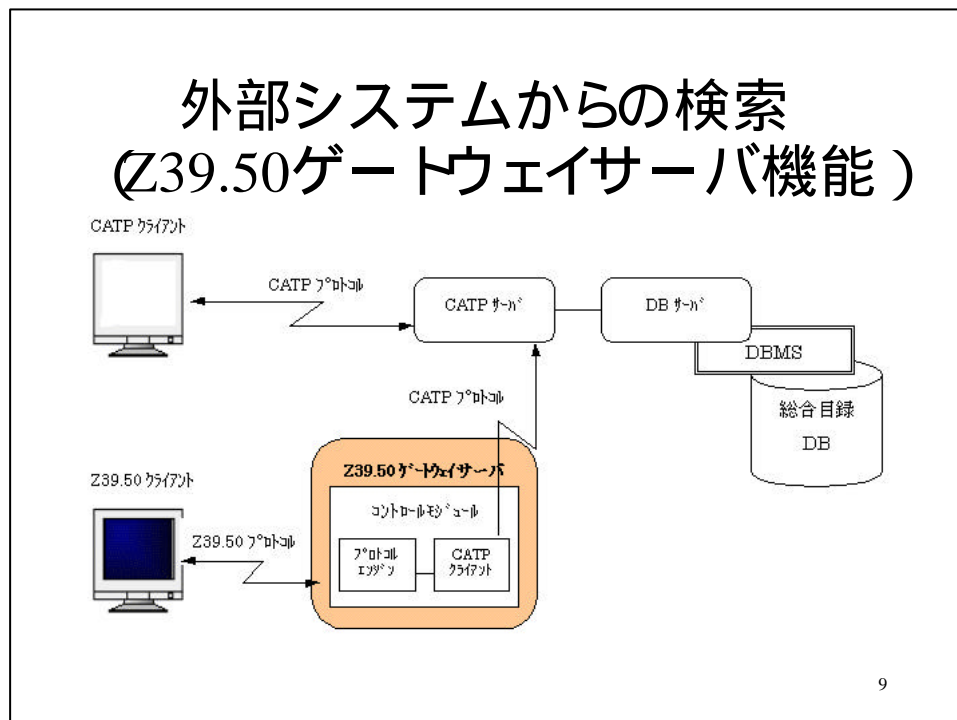 外部システムからの検索
(Z39.50ゲートウェイサーバ機能)
CATP ｸﾗｲｱﾝﾄ
CATP ﾌﾟﾛﾄｺﾙ
CATP ｻｰﾊﾞ
DB ｻｰﾊﾞ
DBMS
総合目録
DB
CATP ﾌﾟﾛﾄｺﾙ
Z39.50 ｹﾞｰﾄｳｪｲサーバ
Z39.50 ｸﾗｲｱﾝﾄ
ｺﾝﾄﾛｰﾙﾓｼﾞｭｰﾙ
Z39.50 ﾌﾟﾛﾄｺﾙ
ﾌﾟﾛﾄｺﾙ
ｴﾝｼﾞﾝ
CATP
ｸﾗｲｱﾝﾄ
9